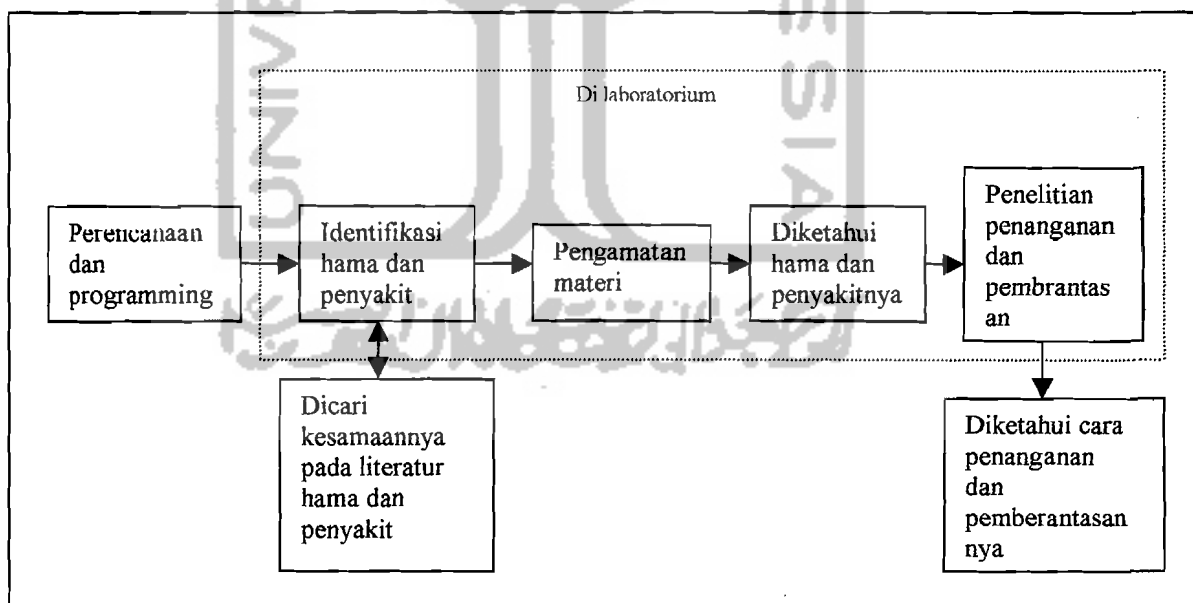 Di laboratorium
Perencanaan
dan
programming
Identifikasi
hama dan
penyakit
Pengamatan
materi
Diketahui
hama dan
penyakitnya
Penelitian
penanganan
dan
pembrantas
an
Dicari
kesamaannya
pada literatur
hama dan
penyakit
Diketahui cara
penanganan
dan
pemberantasan
nya
ESIA